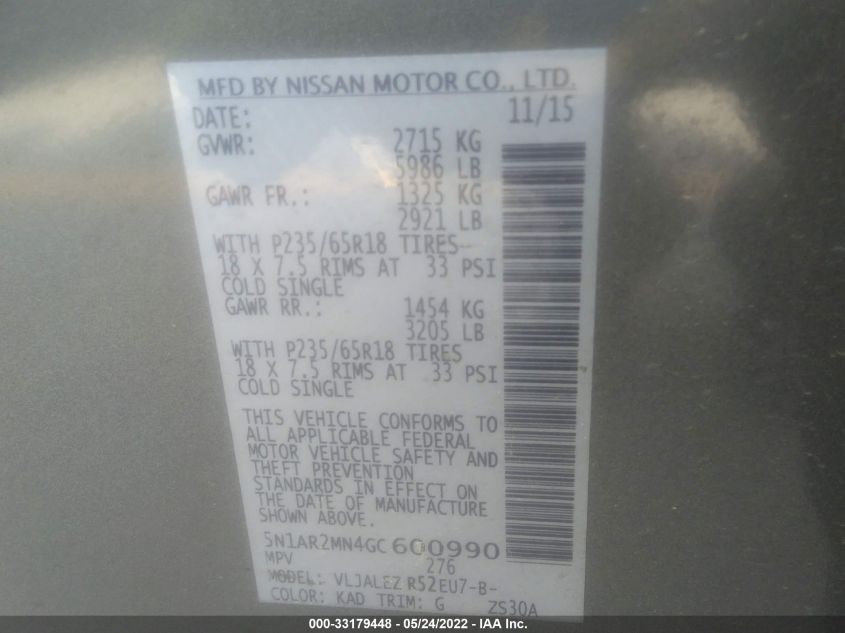 MFD BY NISSAN MOTOR CO., LTD.
DATE: 11/15
GVWR: 2715 KG
5986 LB
GAWR FR.: 1325 KG
2921 LB
WITH P235/65R18 TIRES
18 X 7.5 RIMS AT 33 PSI
COLD SINGLE
GAWR RR.: 1454 KG
3205 LB
WITH P235/65R18 TIRES
18 X 7.5 RIMS AT 33 PSI
COLD SINGLE
THIS VEHICLE CONFORMS TO
ALL APPLICABLE FEDERAL
MOTOR VEHICLE SAFETY AND
THEFT PREVENTION
STANDARDS IN EFFECT ON
THE DATE OF MANUFACTURE
SHOWN ABOVE.
5N1AR2MN4GC600990
MPV 276
MODEL: VLJALEZ R52EU7-B-
COLOR: KAD TRIM: G ZS30A
000-33179448 - 05/24/2022 - IAA Inc.